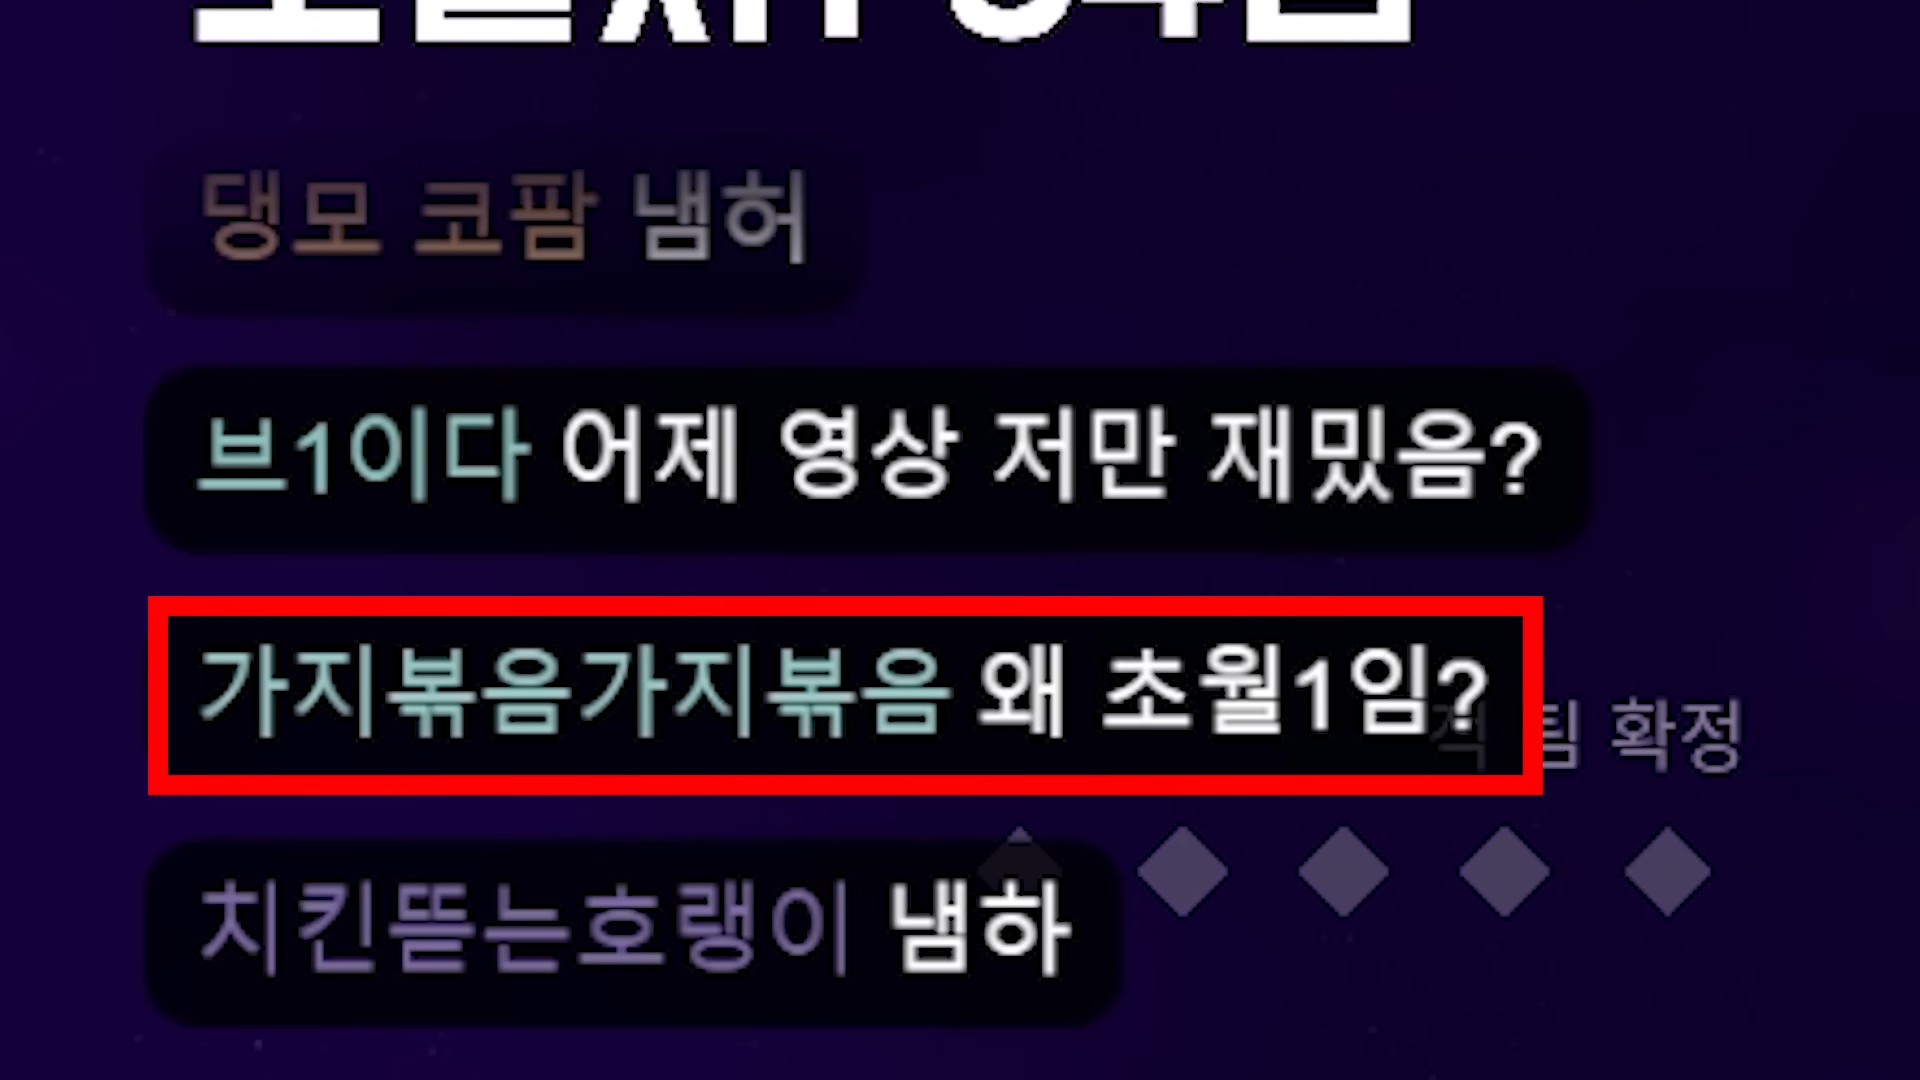 댕모 코팜 냄허
브1이다 어제 영상 저만 재밌음?
가지볶음가지볶음 왜 초월1임?
팀 확정
치킨뜯는호랭이 냄하